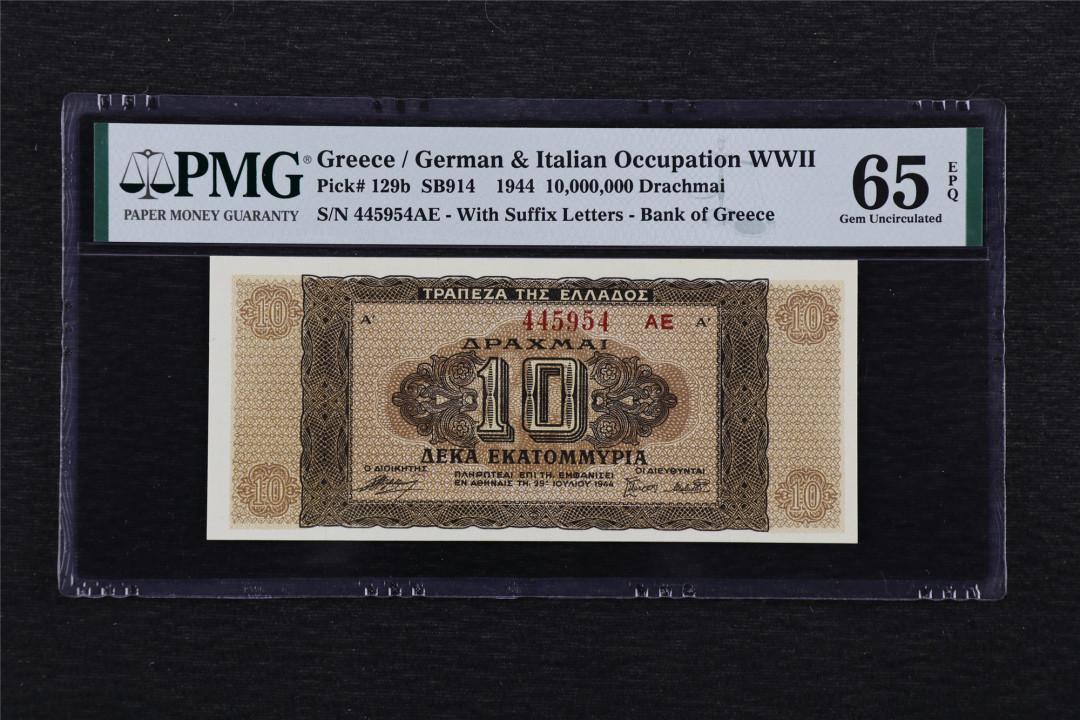 PMG®
PAPER MONEY GUARANTY
Greece / German & Italian Occupation WWII
Pick# 129b SB914 1944 10,000,000 Drachmai
S/N 445954AE - With Suffix Letters - Bank of Greece
65
Gem Uncirculated
EPQ
ΤΡΑΠΕΖΑ ΤΗΣ ΕΛΛΑΔΟΣ
10
10
Α' 445954 ΑΕ Α'
ΔΡΑΧΜΑΙ
10
ΔΕΚΑ ΕΚΑΤΟΜΜΥΡΙΑ
Ο ΔΙΟΙΚΗΤΗΣ
ΠΛΗΡΩΤΕΑΙ ΕΠΙ ΤΗ, ΕΜΦΑΝΙΣΕΙ
ΕΝ ΑΘΗΝΑΙΣ ΤΗ, 29ῌ ΙΟΥΛΙΟΥ 1944
ΟΙ ΔΙΕΥΘΥΝΤΑΙ
10
10